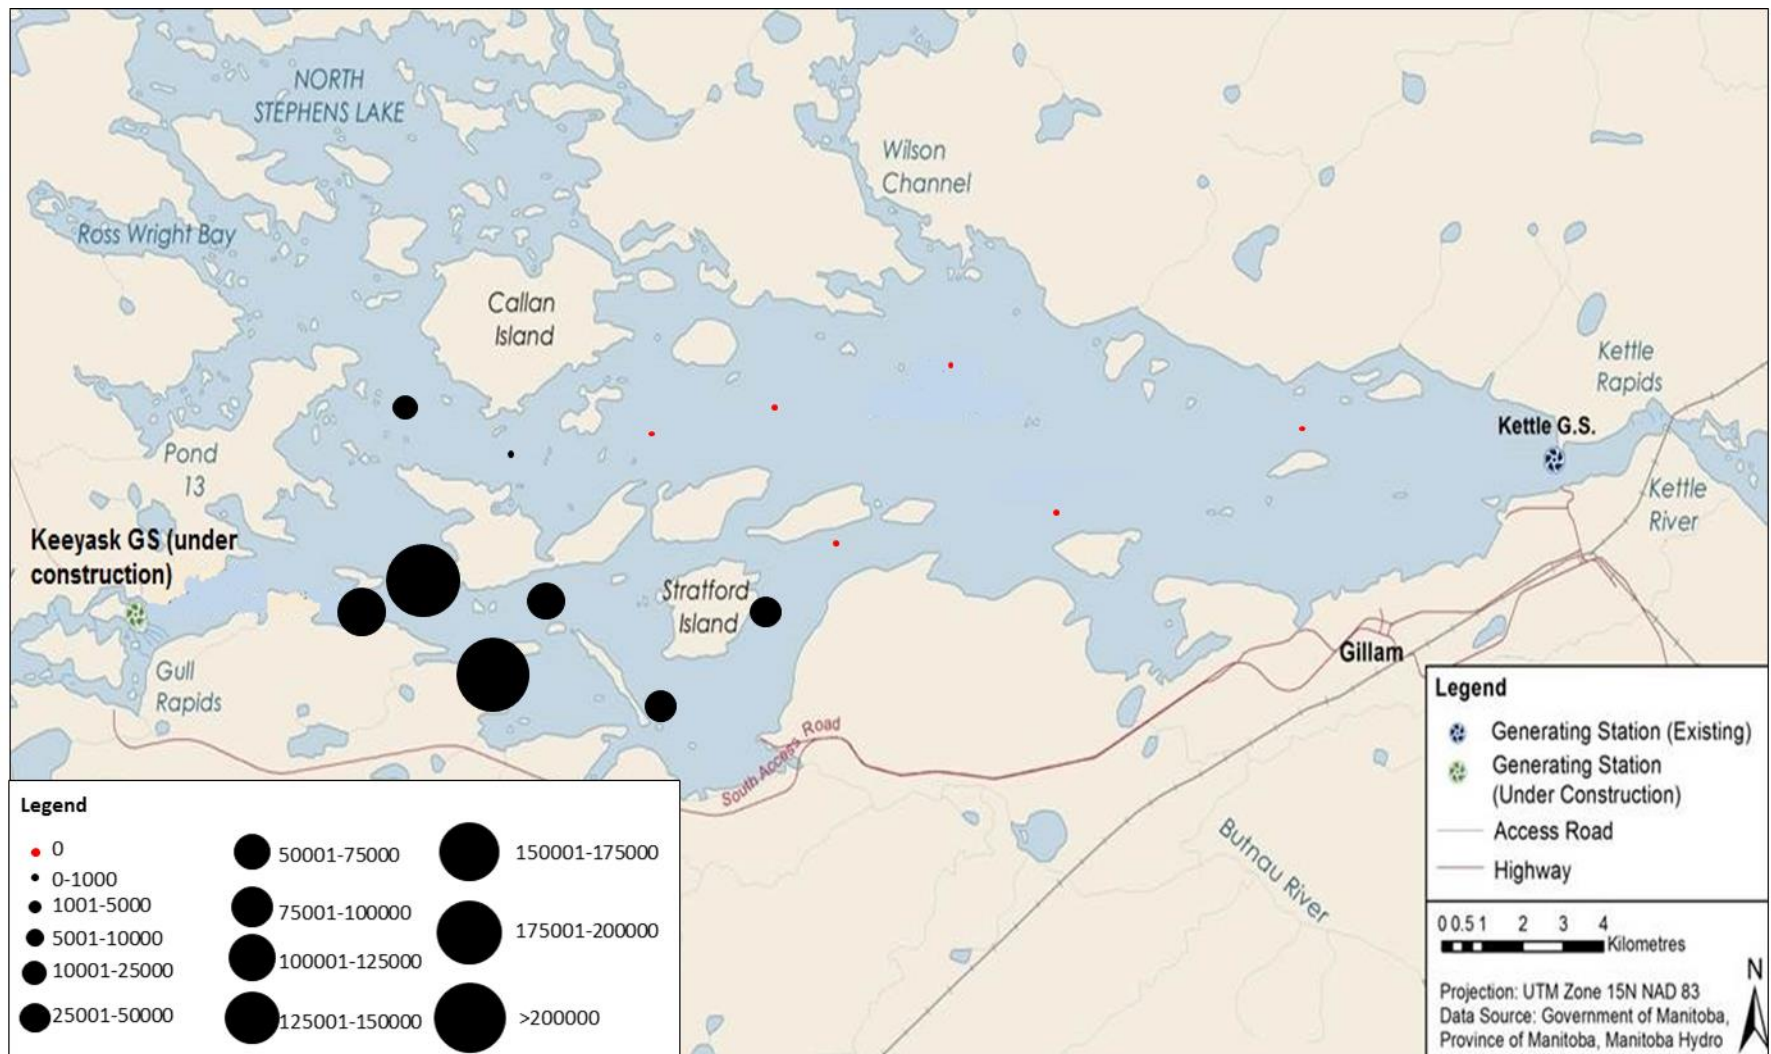 NORTH
STEPHENS LAKE
Wilson
Channel
Ross Wright Bay
Callan
Island
Kettle
Rapids
Kettle G.S.
Pond
13
Kettle
River
Keeyask GS (under
construction)
Stratford
Island
Gull
Rapids
Gillam
South Access Road
Butnau River
Legend
0
0-1000
1001-5000
5001-10000
10001-25000
25001-50000
50001-75000
75001-100000
100001-125000
125001-150000
150001-175000
175001-200000
>200000
Legend
Generating Station (Existing)
Generating Station
(Under Construction)
Access Road
Highway
0 0.5 1 2 3 4
Kilometres
N
Projection: UTM Zone 15N NAD 83
Data Source: Government of Manitoba,
Province of Manitoba, Manitoba Hydro